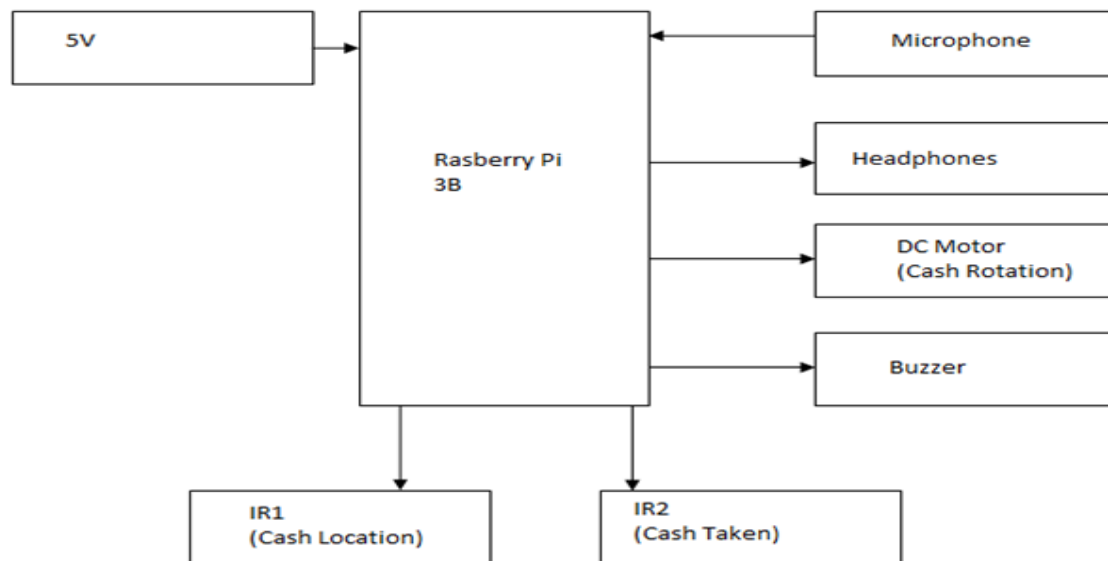 5V
Rasberry Pi
3B
Microphone
Headphones
DC Motor
(Cash Rotation)
Buzzer
IR1
(Cash Location)
IR2
(Cash Taken)